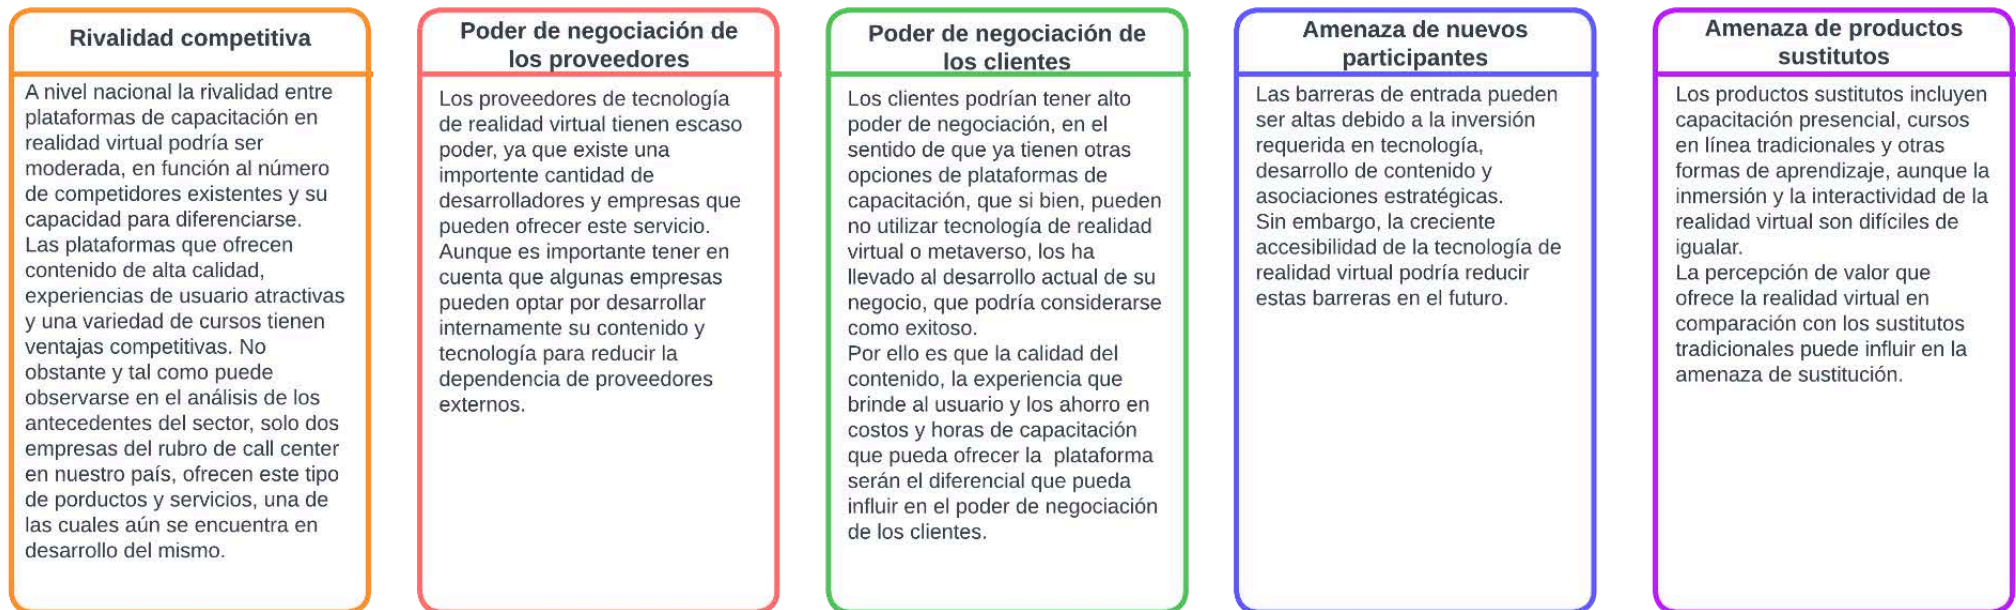 Rivalidad competitiva
A nivel nacional la rivalidad entre
plataformas de capacitación en
realidad virtual podría ser
moderada, en función al número
de competidores existentes y su
capacidad para diferenciarse.
Las plataformas que ofrecen
contenido de alta calidad,
experiencias de usuario atractivas
y una variedad de cursos tienen
ventajas competitivas. No
obstante y tal como puede
observarse en el análisis de los
antecedentes del sector, solo dos
empresas del rubro de call center
en nuestro país, ofrecen este tipo
de porductos y servicios, una de
las cuales aún se encuentra en
desarrollo del mismo.
Poder de negociación de
los proveedores
Los proveedores de tecnología
de realidad virtual tienen escaso
poder, ya que existe una
importante cantidad de
desarrolladores y empresas que
pueden ofrecer este servicio.
Aunque es importante tener en
cuenta que algunas empresas
pueden optar por desarrollar
internamente su contenido y
tecnología para reducir la
dependencia de proveedores
externos.
Poder de negociación de
los clientes
Los clientes podrían tener alto
poder de negociación, en el
sentido de que ya tienen otras
opciones de plataformas de
capacitación, que si bien, pueden
no utilizar tecnología de realidad
virtual o metaverso, los ha
llevado al desarrollo actual de su
negocio, que podría considerarse
como exitoso.
Por ello es que la calidad del
contenido, la experiencia que
brinde al usuario y los ahorro en
costos y horas de capacitación
que pueda ofrecer la plataforma
serán el diferencial que pueda
influir en el poder de negociación
de los clientes.
Amenaza de nuevos
participantes
Las barreras de entrada pueden
ser altas debido a la inversión
requerida en tecnología,
desarrollo de contenido y
asociaciones estratégicas.
Sin embargo, la creciente
accesibilidad de la tecnología de
realidad virtual podría reducir
estas barreras en el futuro.
Amenaza de productos
sustitutos
Los productos sustitutos incluyen
capacitación presencial, cursos
en línea tradicionales y otras
formas de aprendizaje, aunque la
inmersión y la interactividad de la
realidad virtual son difíciles de
igualar.
La percepción de valor que
ofrece la realidad virtual en
comparación con los sustitutos
tradicionales puede influir en la
amenaza de sustitución.